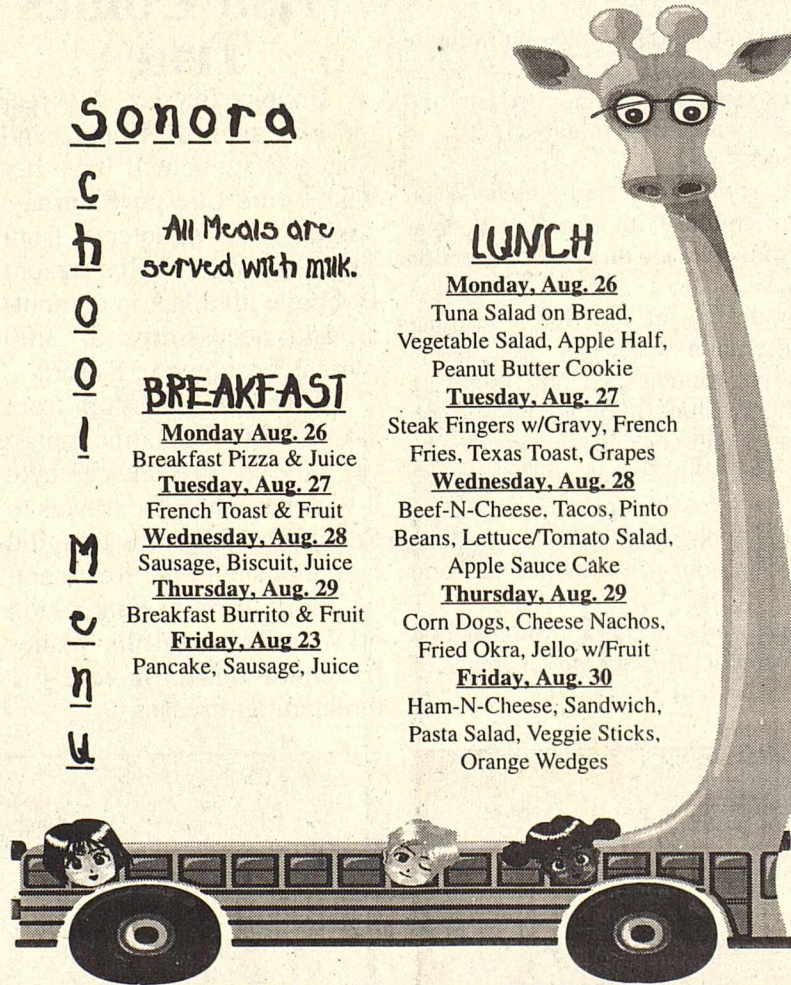 Sonora
School Menu
All Meals are
served with milk.
BREAKFAST
Monday Aug. 26
Breakfast Pizza & Juice
Tuesday, Aug. 27
French Toast & Fruit
Wednesday, Aug. 28
Sausage, Biscuit, Juice
Thursday, Aug. 29
Breakfast Burrito & Fruit
Friday, Aug 23
Pancake, Sausage, Juice
LUNCH
Monday, Aug. 26
Tuna Salad on Bread,
Vegetable Salad, Apple Half,
Peanut Butter Cookie
Tuesday, Aug. 27
Steak Fingers w/Gravy, French
Fries, Texas Toast, Grapes
Wednesday, Aug. 28
Beef-N-Cheese, Tacos, Pinto
Beans, Lettuce/Tomato Salad,
Apple Sauce Cake
Thursday, Aug. 29
Corn Dogs, Cheese Nachos,
Fried Okra, Jello w/Fruit
Friday, Aug. 30
Ham-N-Cheese, Sandwich,
Pasta Salad, Veggie Sticks,
Orange Wedges